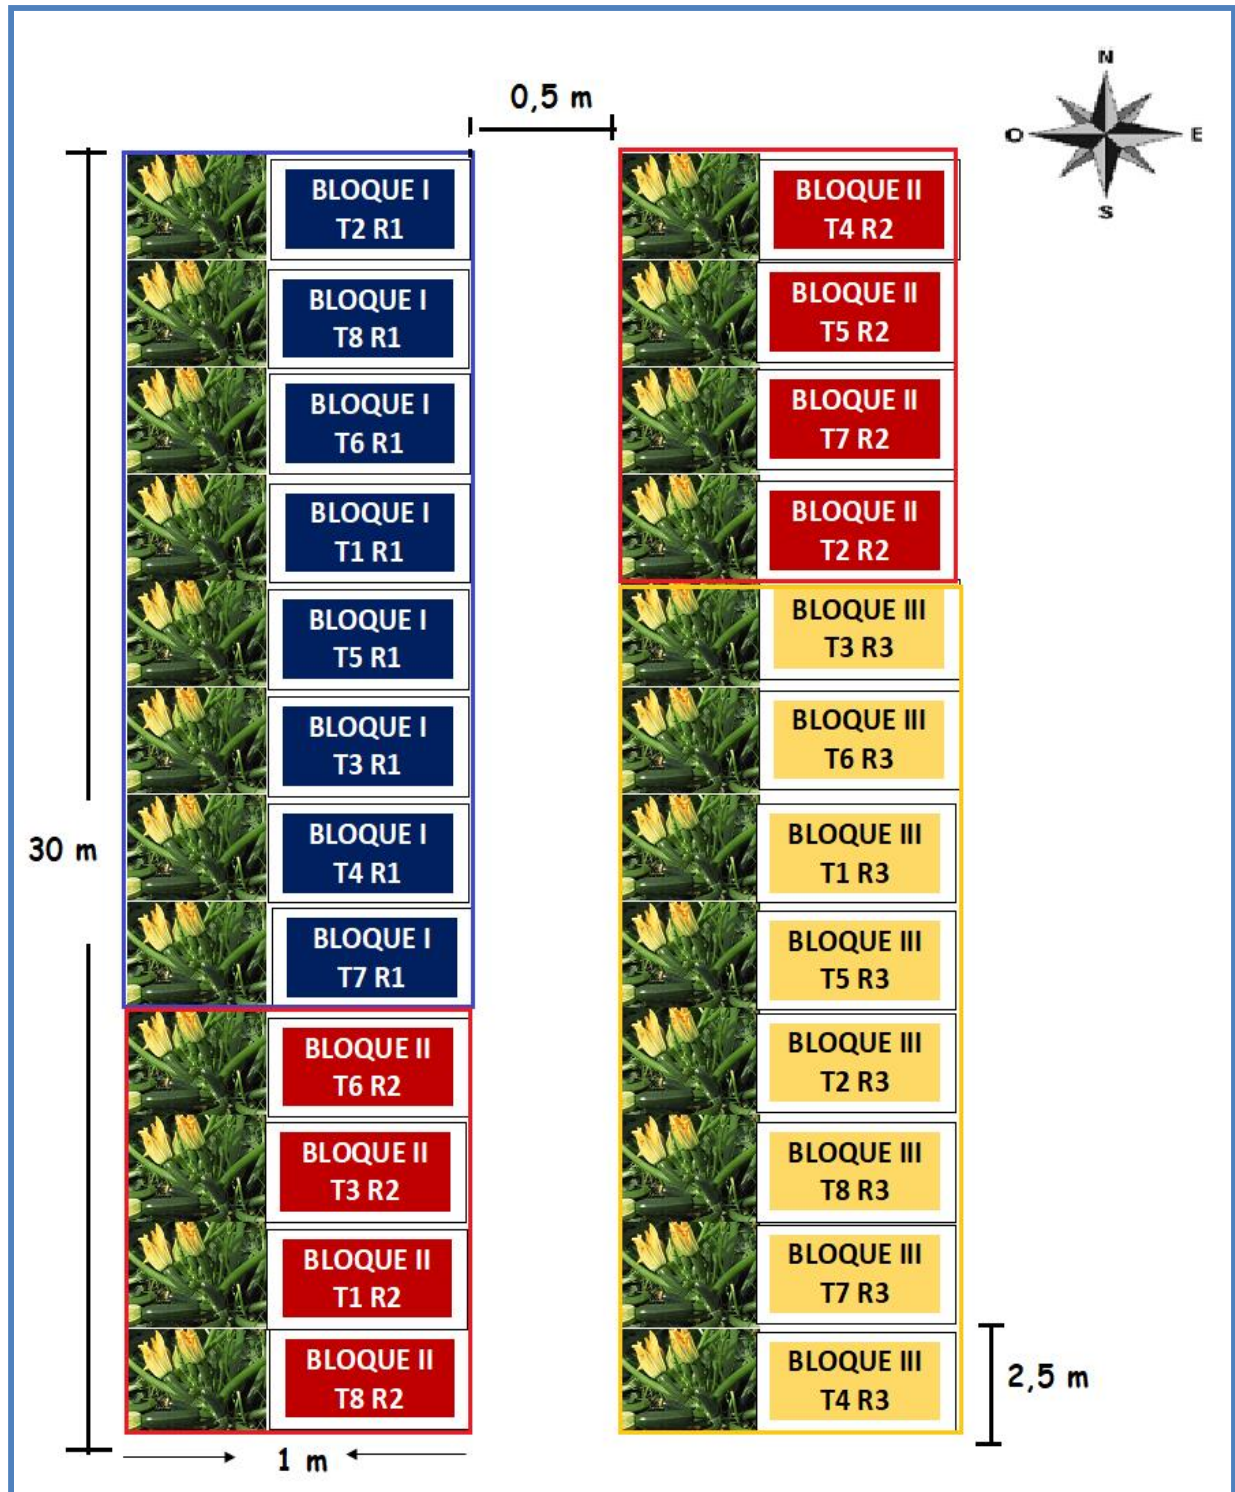 0,5 m
N
O
E
S
BLOQUE I
T2 R1
BLOQUE I
T8 R1
BLOQUE I
T6 R1
BLOQUE I
T1 R1
BLOQUE I
T5 R1
BLOQUE I
T3 R1
BLOQUE I
T4 R1
BLOQUE I
T7 R1
BLOQUE II
T6 R2
BLOQUE II
T3 R2
BLOQUE II
T1 R2
BLOQUE II
T8 R2
30 m
1 m
BLOQUE II
T4 R2
BLOQUE II
T5 R2
BLOQUE II
T7 R2
BLOQUE II
T2 R2
BLOQUE III
T3 R3
BLOQUE III
T6 R3
BLOQUE III
T1 R3
BLOQUE III
T5 R3
BLOQUE III
T2 R3
BLOQUE III
T8 R3
BLOQUE III
T7 R3
BLOQUE III
T4 R3
2,5 m